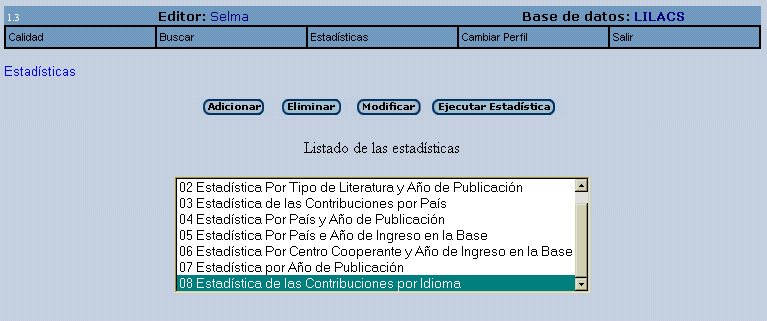 1.3 Editor: Selma Base de datos: LILACS
Calidad Buscar Estadísticas Cambiar Perfil Salir
Estadísticas
Adicionar Eliminar Modificar Ejecutar Estadística
Listado de las estadísticas
02 Estadística Por Tipo de Literatura y Año de Publicación
03 Estadística de las Contribuciones por País
04 Estadística Por País y Año de Publicación
05 Estadística Por País e Año de Ingreso en la Base
06 Estadística Por Centro Cooperante y Año de Ingreso en la Base
07 Estadística por Año de Publicación
08 Estadística de las Contribuciones por Idioma